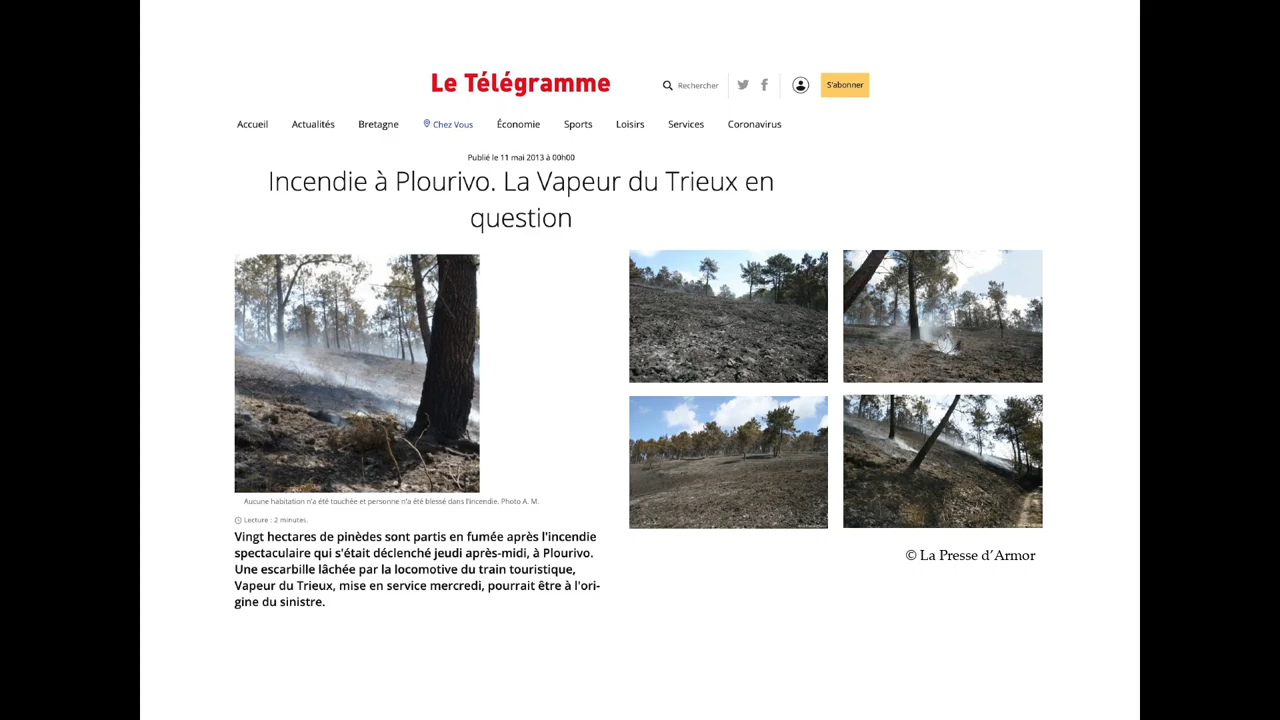 Le Télégramme
Rechercher
S'abonner
Accueil Actualités Bretagne Chez Vous Économie Sports Loisirs Services Coronavirus
Publié le 11 mai 2013 à 00h00
Incendie à Plourivo. La Vapeur du Trieux en
question
Aucune habitation n'a été touchée et personne n'a été blessé dans l'incendie. Photo A. M.
Lecture : 2 minutes.
Vingt hectares de pinèdes sont partis en fumée après l'incendie
spectaculaire qui s'était déclenché jeudi après-midi, à Plourivo.
Une escarbille lâchée par la locomotive du train touristique,
Vapeur du Trieux, mise en service mercredi, pourrait être à l'ori-
gine du sinistre.
© La Presse d'Armor